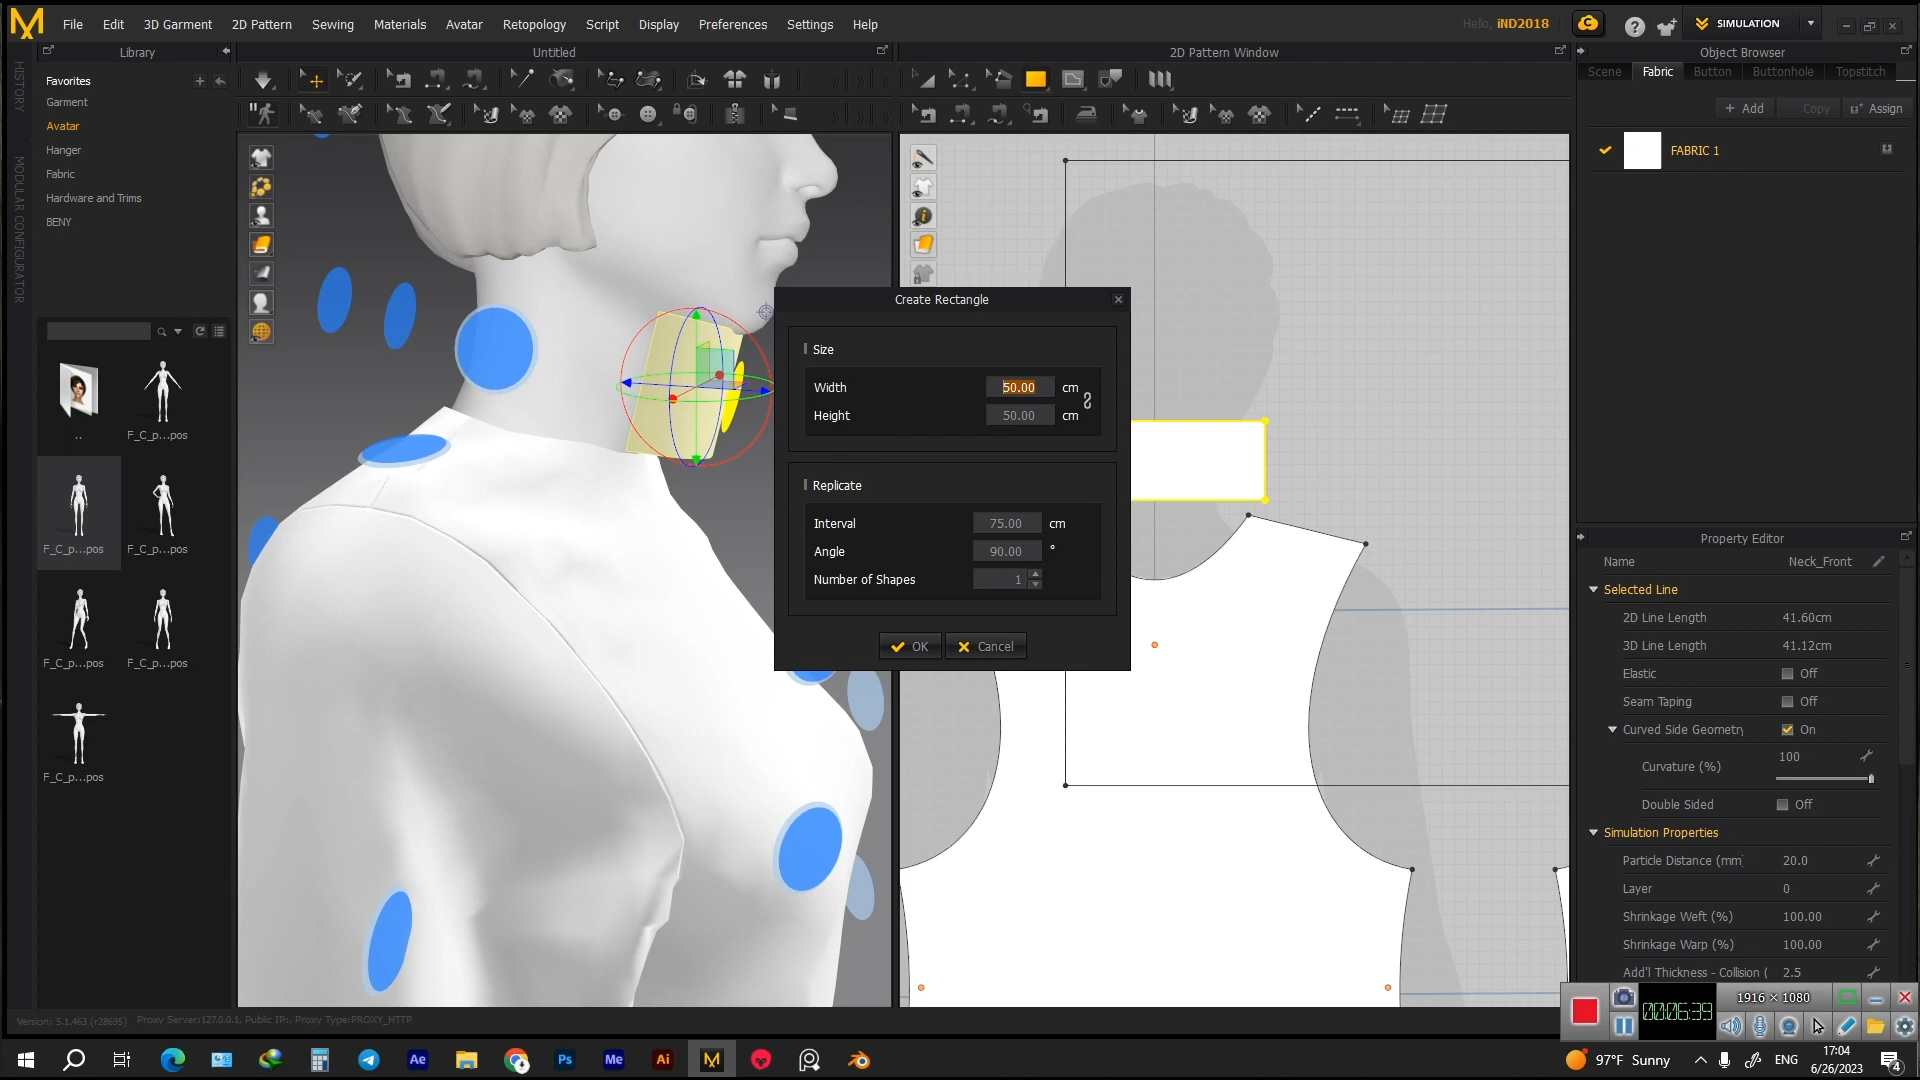 File Edit 3D Garment 2D Pattern Sewing Materials Avatar Retopology Script Display Preferences Settings Help
Hello, iND2018
SIMULATION
Library
Untitled
2D Pattern Window
Object Browser
HISTORY
MODULAR CONFIGURATOR
Favorites
Garment
Avatar
Hanger
Fabric
Hardware and Trims
BENY
..
F_C_p...pos
F_C_p...pos
F_C_p...pos
F_C_p...pos
F_C_p...pos
F_C_p...pos
Scene Fabric Button Buttonhole Topstitch
+ Add Copy Assign
FABRIC 1
Create Rectangle
Size
Width 50.00 cm
Height 50.00 cm
Replicate
Interval 75.00 cm
Angle 90.00 °
Number of Shapes 1
OK Cancel
Property Editor
Name Neck_Front
Selected Line
2D Line Length 41.60cm
3D Line Length 41.12cm
Elastic Off
Seam Taping Off
Curved Side Geometry On
Curvature (%) 100
Double Sided Off
Simulation Properties
Particle Distance (mm) 20.0
Layer 0
Shrinkage Weft (%) 100.00
Shrinkage Warp (%) 100.00
Add'l Thickness - Collision ( 2.5
1916 × 1080
00:06:39
Version: 5.1.463 (r28695) Proxy Server:127.0.0.1, Public IP:, Proxy Type:PROXY_HTTP
Ae Ps Me Ai
97°F Sunny
ENG
17:04
6/26/2023
4